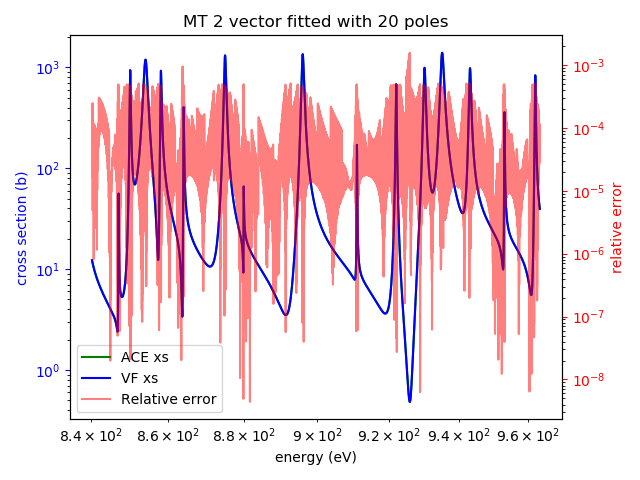 MT 2 vector fitted with 20 poles
cross section (b)
10³
10²
10¹
10⁰
10⁻³
10⁻⁴
10⁻⁵
10⁻⁶
10⁻⁷
10⁻⁸
relative error
ACE xs
VF xs
Relative error
8.4 × 10² 8.6 × 10² 8.8 × 10² 9 × 10² 9.2 × 10² 9.4 × 10² 9.6 × 10²
energy (eV)